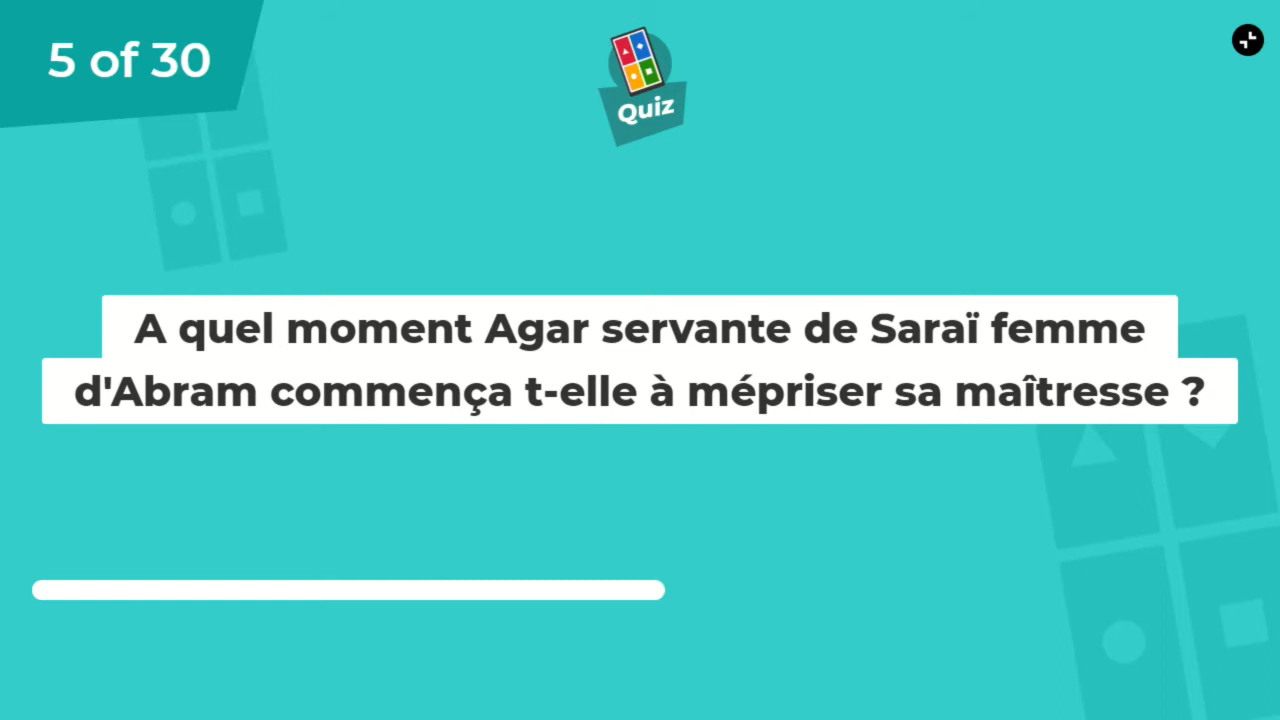 5 of 30
Quiz
A quel moment Agar servante de Saraï femme
d'Abram commença t-elle à mépriser sa maîtresse ?